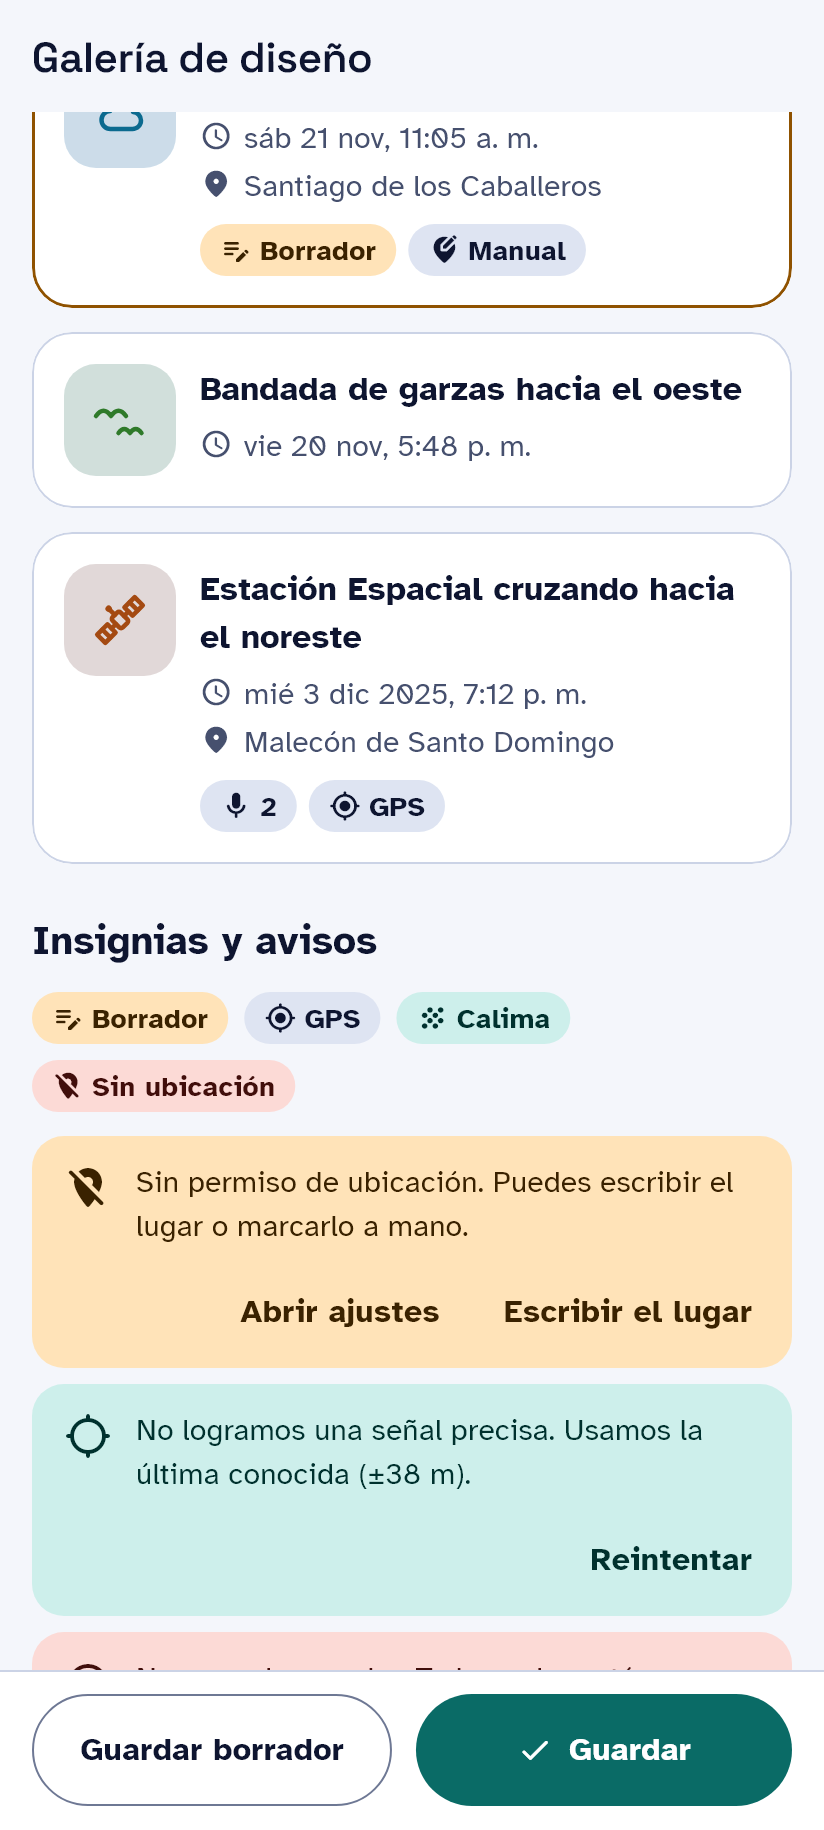 Galería de diseño
sáb 21 nov, 11:05 a. m.
Santiago de los Caballeros
Borrador
Manual
Bandada de garzas hacia el oeste
vie 20 nov, 5:48 p. m.
Estación Espacial cruzando hacia
el noreste
mié 3 dic 2025, 7:12 p. m.
Malecón de Santo Domingo
2
GPS
Insignias y avisos
Borrador
GPS
Calima
Sin ubicación
Sin permiso de ubicación. Puedes escribir el
lugar o marcarlo a mano.
Abrir ajustes
Escribir el lugar
No logramos una señal precisa. Usamos la
última conocida (±38 m).
Reintentar
Guardar borrador
Guardar